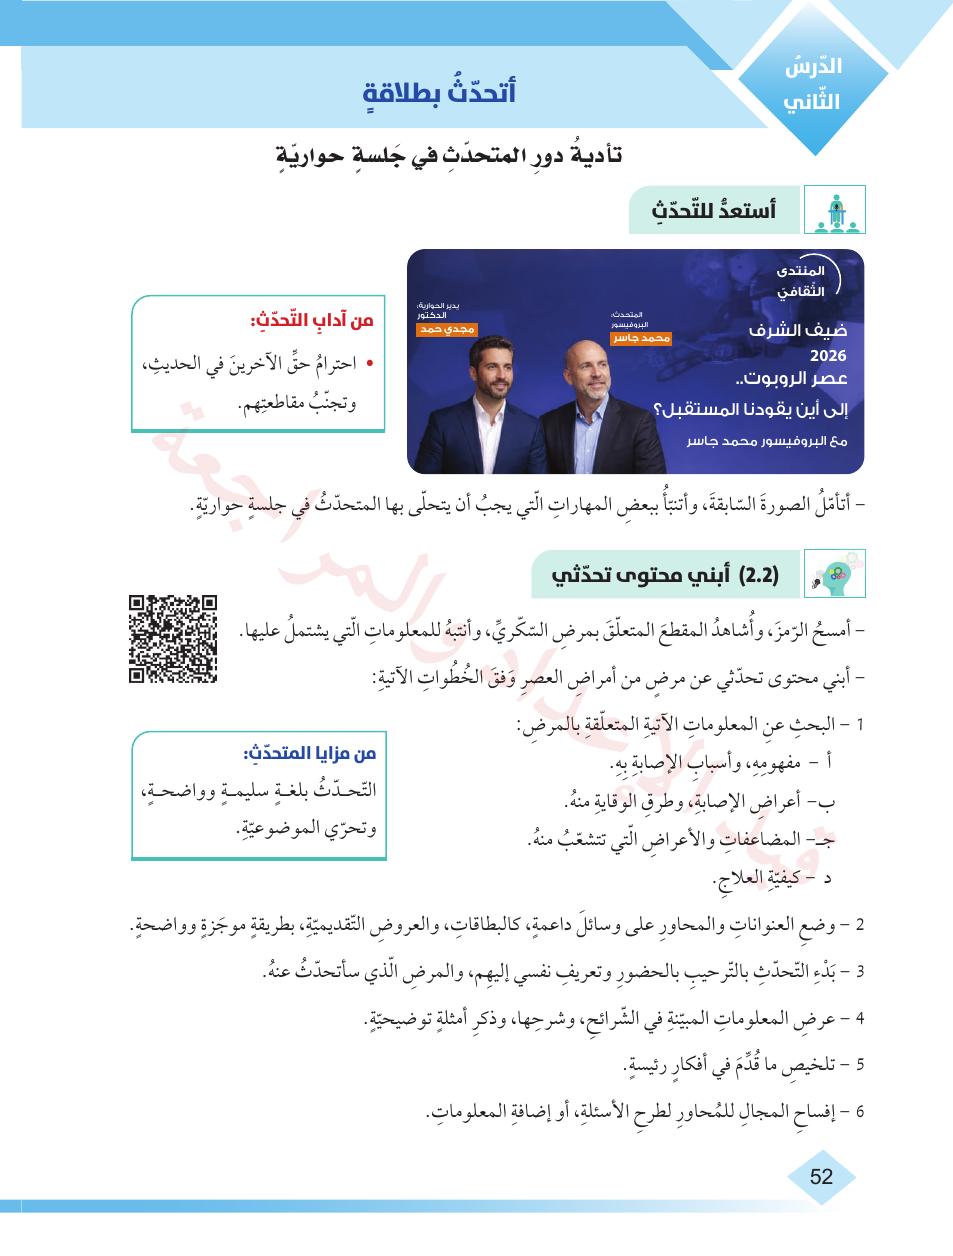 الدّرسُ
الثّاني
أتحدّثُ بطلاقةٍ
تأديةُ دورِ المتحدّثِ في جَلسةٍ حواريّةٍ
أستعدُّ للتّحدّثِ
المنتدى
الثّقافيّ
ضيف الشرف
2026
عصر الروبوت..
إلى أين يقودنا المستقبل؟
مع البروفيسور محمد جاسر
المتحدث:
البروفيسور
محمد جاسر
يدير الحوارية:
الدكتور
مجدي حمد
من آدابِ التّحدّثِ:
• احترامُ حقِّ الآخرينَ في الحديثِ،
وتجنّبُ مقاطعتِهم.
– أتأمّلُ الصورةَ السّابقةَ، وأتنبّأُ ببعضِ المهاراتِ الّتي يجبُ أن يتحلّى بها المتحدّثُ في جلسةٍ حواريّةٍ.
(2.2) أبني محتوى تحدّثي
– أمسحُ الرّمزَ، وأُشاهدُ المقطعَ المتعلّقَ بمرضِ السّكّريِّ، وأنتبهُ للمعلوماتِ الّتي يشتملُ عليها.
– أبني محتوى تحدّثي عن مرضٍ من أمراضِ العصرِ وَفقَ الخُطُواتِ الآتيةِ:
1 – البحثِ عنِ المعلوماتِ الآتيةِ المتعلّقةِ بالمرضِ:
أ – مفهومِهِ، وأسبابِ الإصابةِ بِهِ.
ب– أعراضِ الإصابةِ، وطرقِ الوقايةِ منهُ.
جـ– المضاعفاتِ والأعراضِ الّتي تتشعّبُ منهُ.
د – كيفيّةِ العلاجِ.
من مزايا المتحدّثِ:
التّحـدّثُ بلغـةٍ سليمـةٍ وواضحـةٍ،
وتحرّي الموضوعيّةِ.
2 – وضعِ العنواناتِ والمحاورِ على وسائلَ داعمةٍ، كالبطاقاتِ، والعروضِ التّقديميّةِ، بطريقةٍ موجَزةٍ وواضحةٍ.
3 – بَدْءِ التّحدّثِ بالتّرحيبِ بالحضورِ وتعريفِ نفسي إليهِم، والمرضِ الّذي سأتحدّثُ عنهُ.
4 – عرضِ المعلوماتِ المبيّنةِ في الشّرائحِ، وشرحِها، وذكرِ أمثلةٍ توضيحيّةٍ.
5 – تلخيصِ ما قُدِّمَ في أفكارٍ رئيسةٍ.
6 – إفساحِ المجالِ للمُحاورِ لطرحِ الأسئلةِ، أو إضافةِ المعلوماتِ.
52
قيد الإعداد والمراجعة